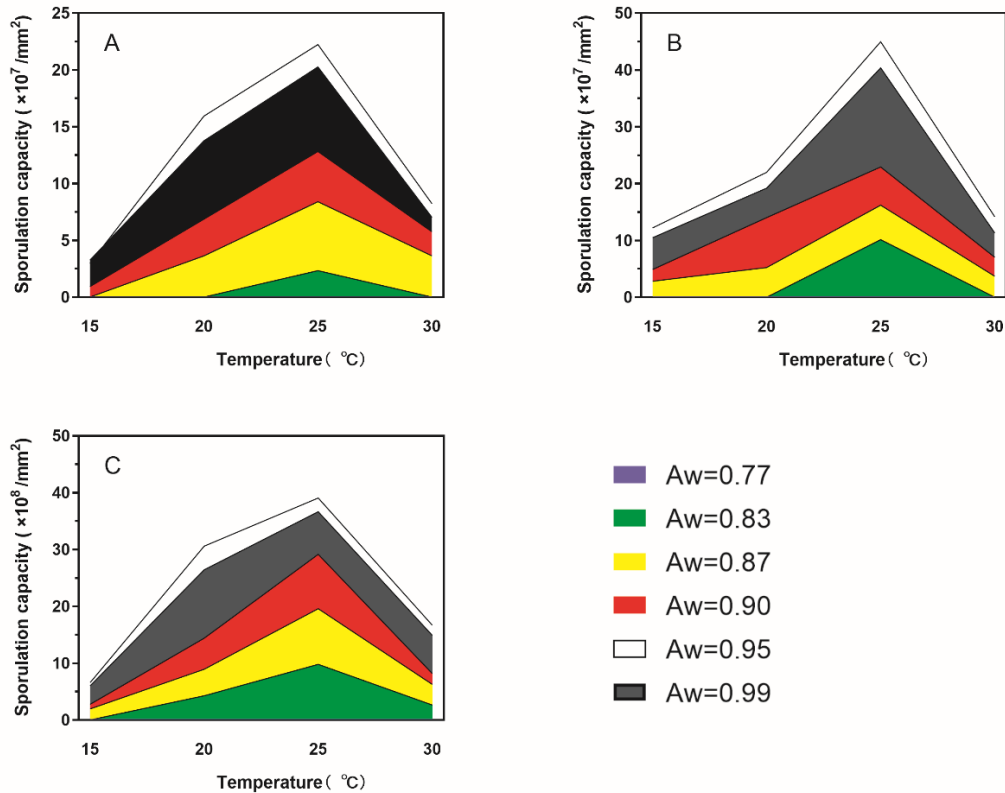 A
Sporulation capacity ( ×10⁷ /mm²)
25
20
15
10
5
0
15 20 25 30
Temperature( °C)
B
Sporulation capacity ( ×10⁷ /mm²)
50
40
30
20
10
0
15 20 25 30
Temperature( °C)
C
Sporulation capacity ( ×10⁸ /mm²)
50
40
30
20
10
0
15 20 25 30
Temperature( °C)
Aw=0.77
Aw=0.83
Aw=0.87
Aw=0.90
Aw=0.95
Aw=0.99